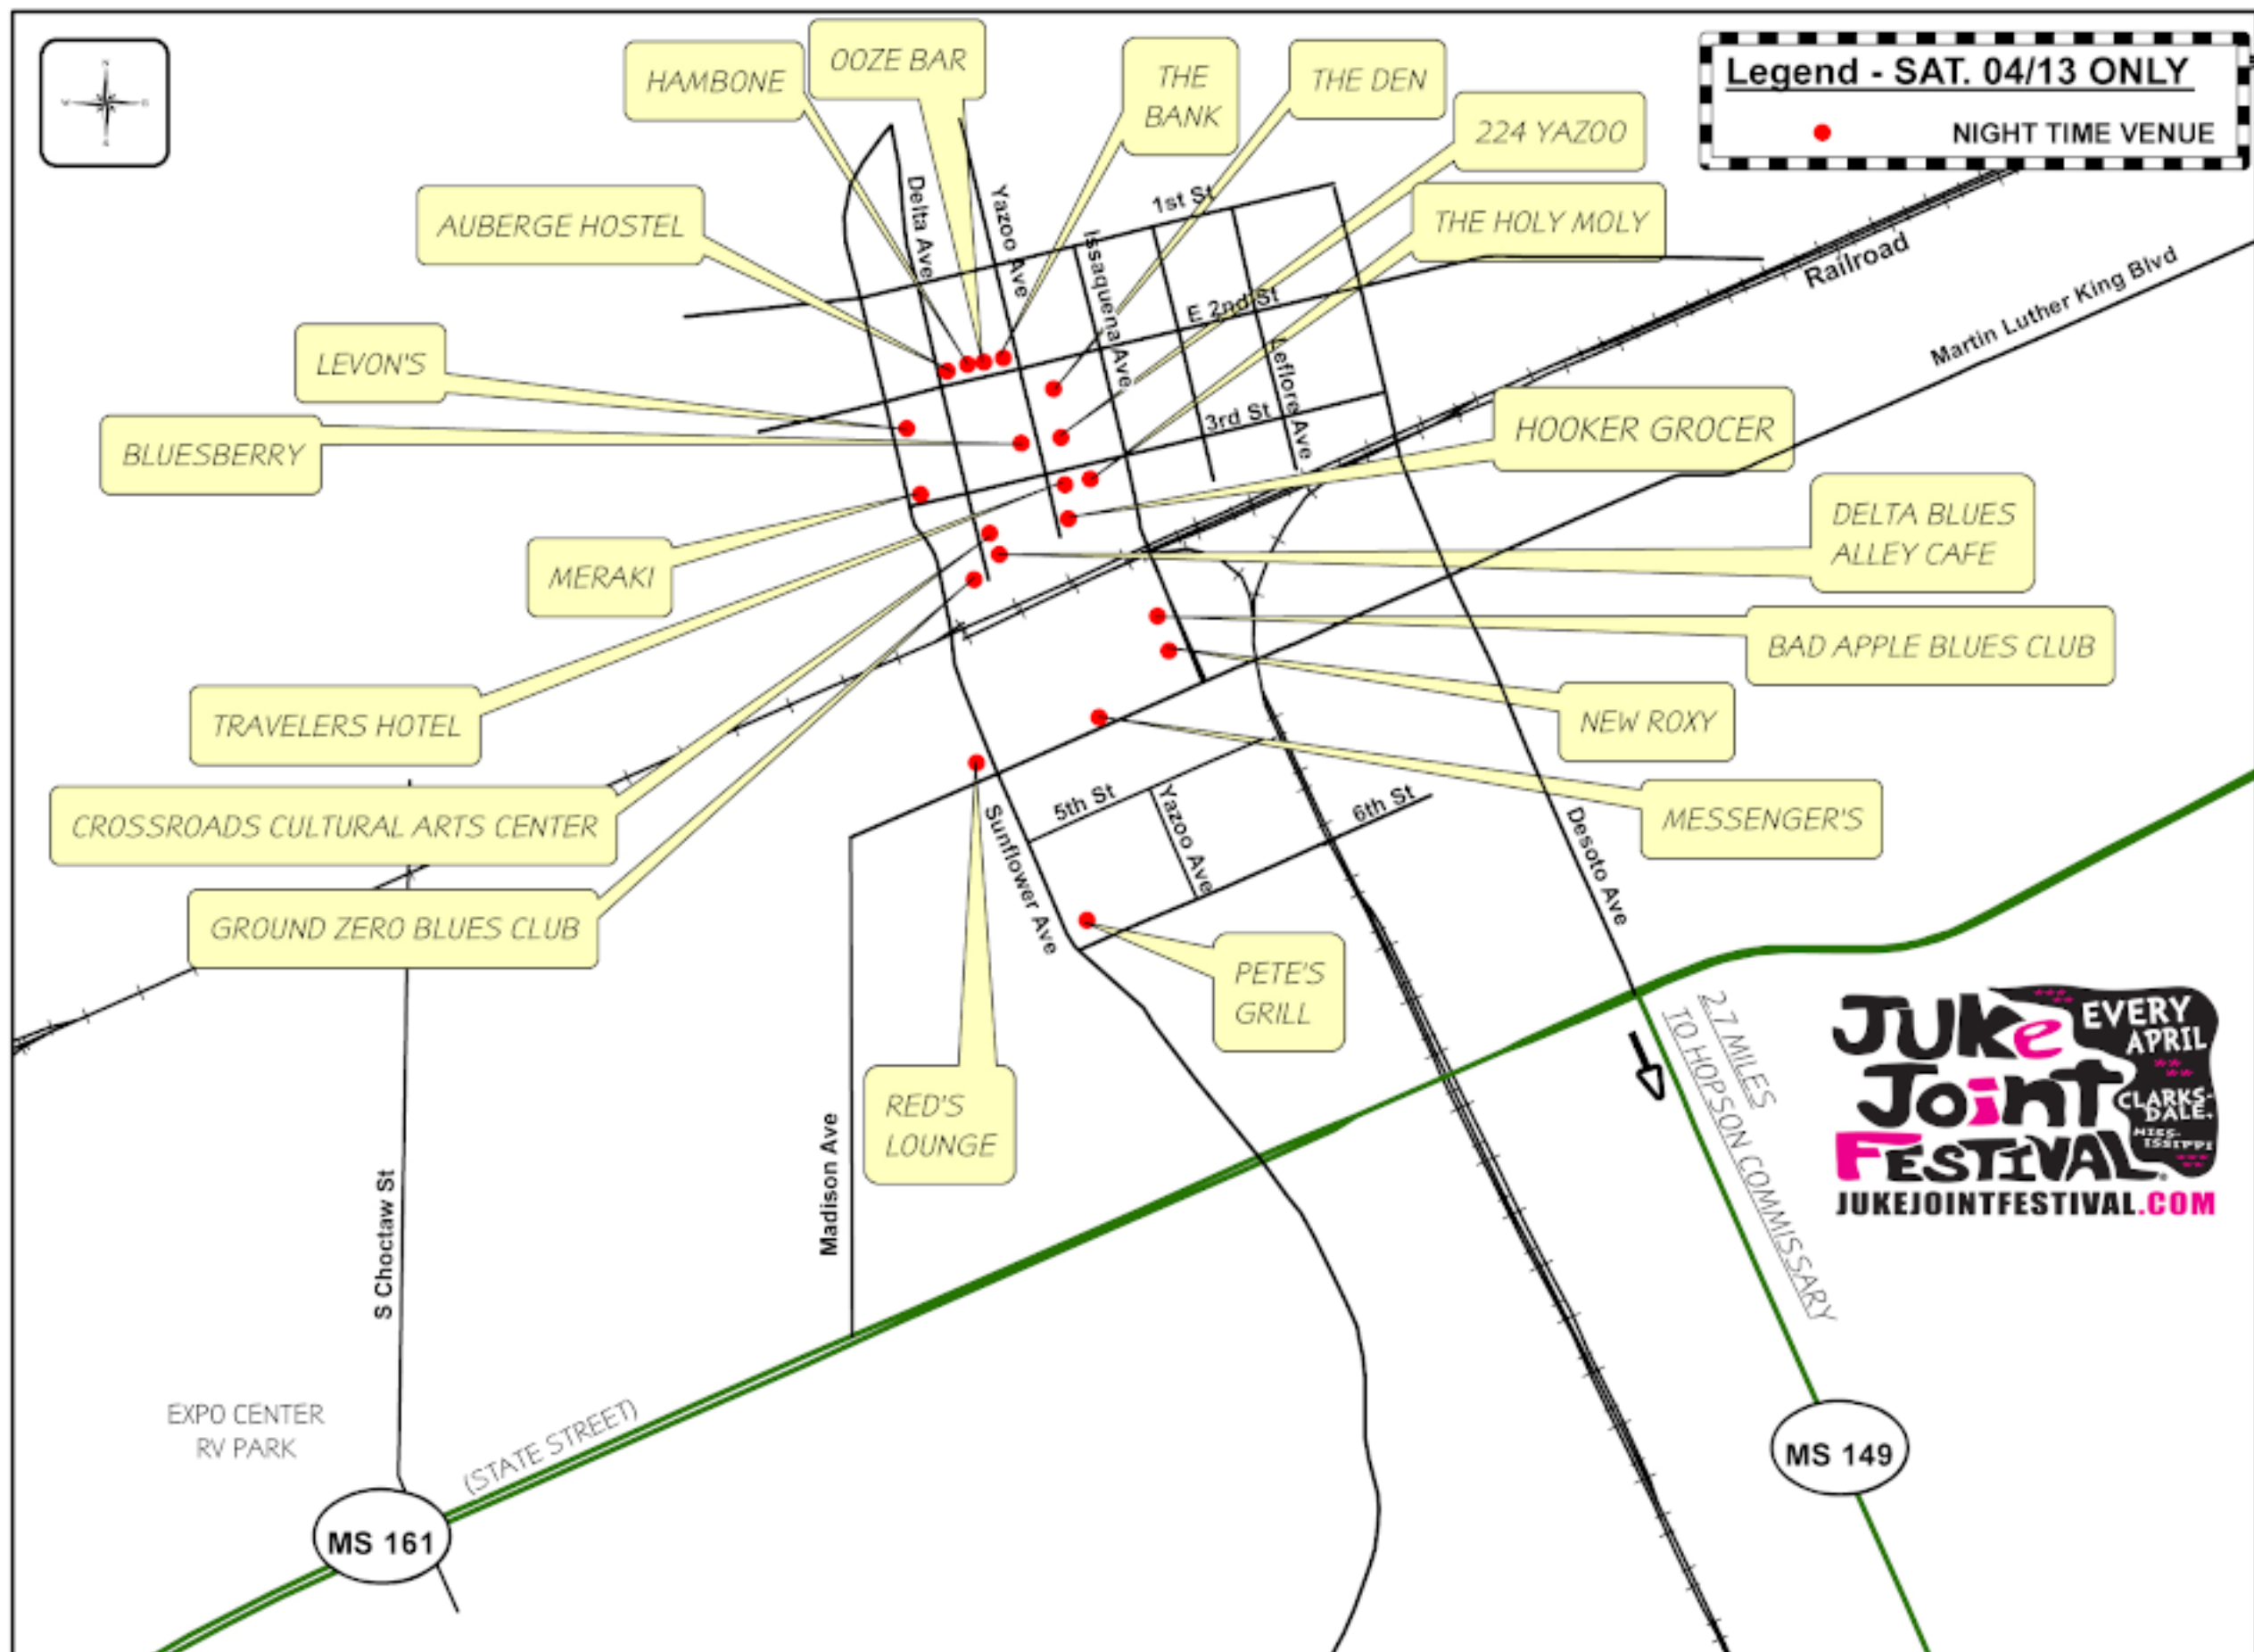 N
W
E
S
HAMBONE
OOZE BAR
THE
BANK
THE DEN
224 YAZOO
Legend - SAT. 04/13 ONLY
NIGHT TIME VENUE
AUBERGE HOSTEL
THE HOLY MOLY
Delta Ave
Yazoo Ave
Issaquena Ave
1st St
E 2nd St
Leflore Ave
3rd St
Railroad
Martin Luther King Blvd
LEVON'S
BLUESBERRY
HOOKER GROCER
MERAKI
DELTA BLUES
ALLEY CAFE
BAD APPLE BLUES CLUB
TRAVELERS HOTEL
NEW ROXY
CROSSROADS CULTURAL ARTS CENTER
MESSENGER'S
GROUND ZERO BLUES CLUB
5th St
Yazoo Ave
6th St
Sunflower Ave
Desoto Ave
PETE'S
GRILL
RED'S
LOUNGE
Madison Ave
S Choctaw St
2.7 MILES
TO HOPSON COMMISSARY
JUKe
JoinT
FESTIVAL
EVERY
APRIL
CLARKS-
DALE,
MISS-
ISSIPPI
JUKEJOINTFESTIVAL.COM
EXPO CENTER
RV PARK
(STATE STREET)
MS 161
MS 149